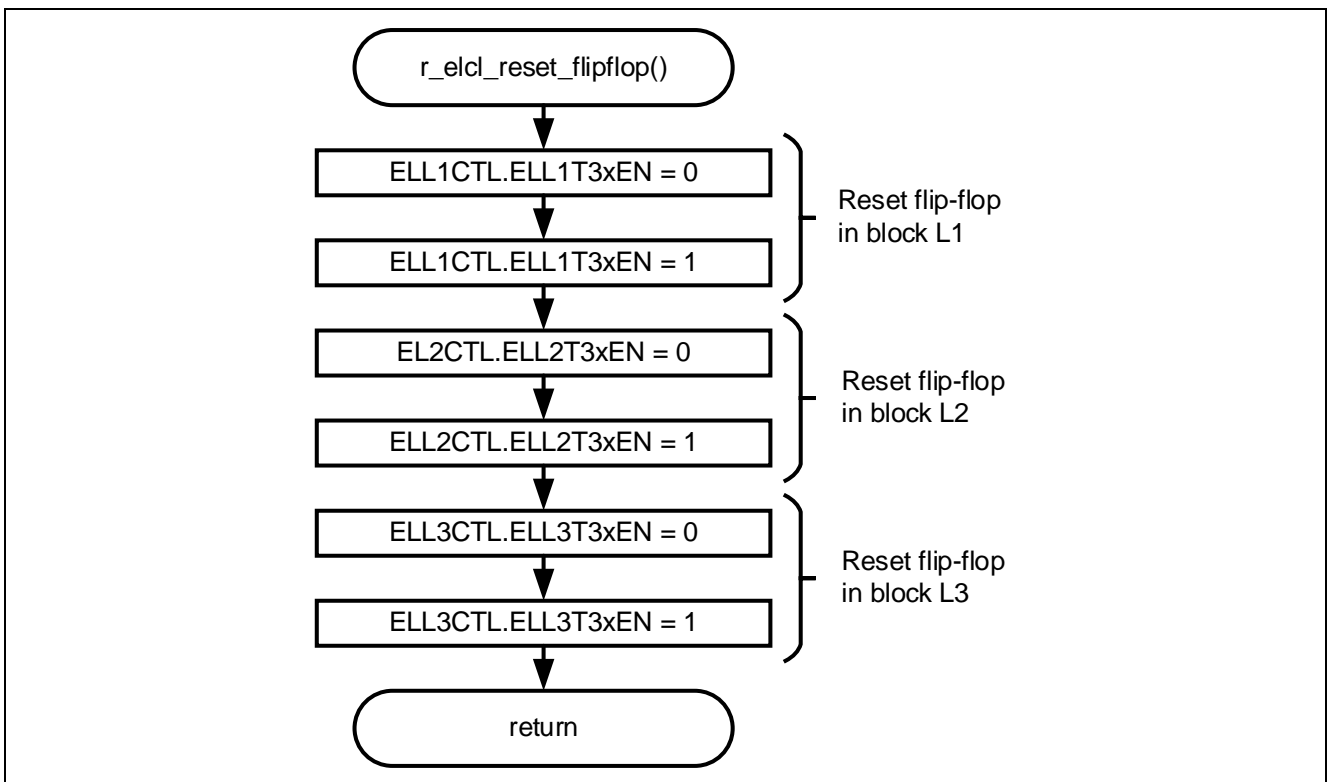 r_elcl_reset_flipflop()
ELL1CTL.ELL1T3xEN = 0
ELL1CTL.ELL1T3xEN = 1
Reset flip-flop
in block L1
EL2CTL.ELL2T3xEN = 0
ELL2CTL.ELL2T3xEN = 1
Reset flip-flop
in block L2
ELL3CTL.ELL3T3xEN = 0
ELL3CTL.ELL3T3xEN = 1
Reset flip-flop
in block L3
return